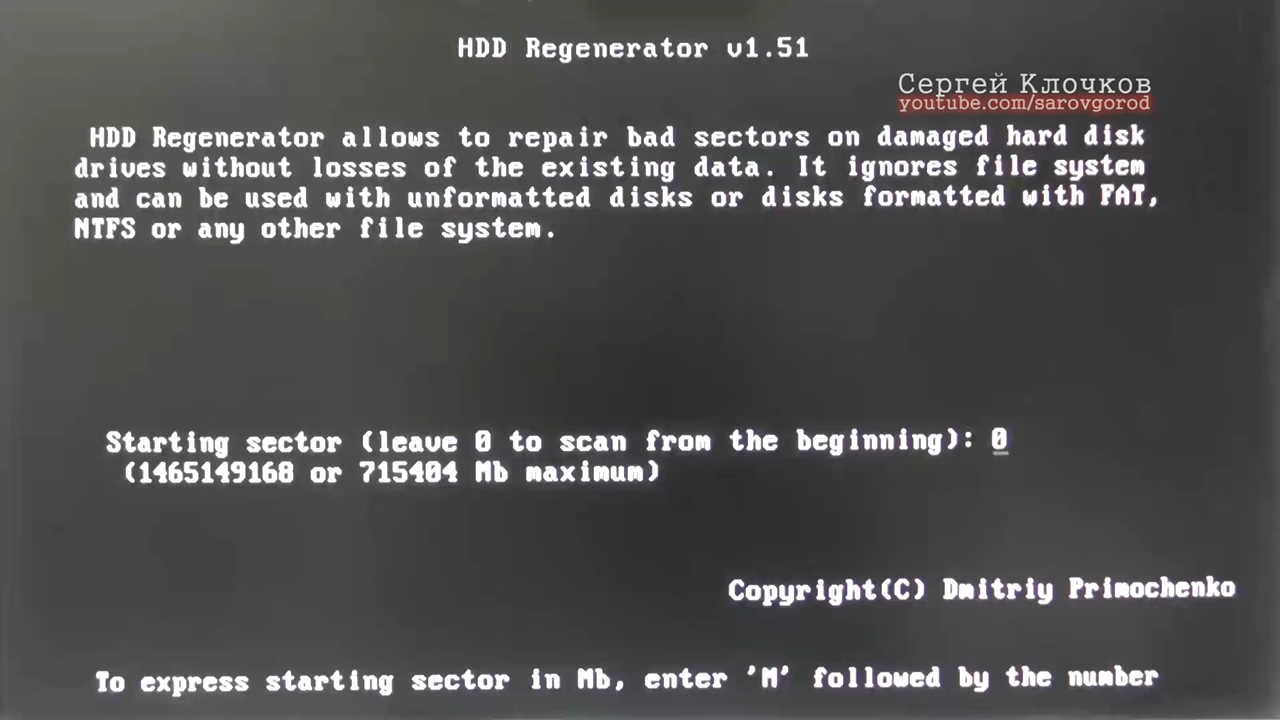 HDD Regenerator v1.51
Сергей Клочков
youtube.com/sarovgorod
HDD Regenerator allows to repair bad sectors on damaged hard disk
drives without losses of the existing data. It ignores file system
and can be used with unformatted disks or disks formatted with FAT,
NTFS or any other file system.
Starting sector (leave 0 to scan from the beginning): 0
(1465149168 or 715404 Mb maximum)
Copyright(C) Dmitriy Primochenko
To express starting sector in Mb, enter 'M' followed by the number